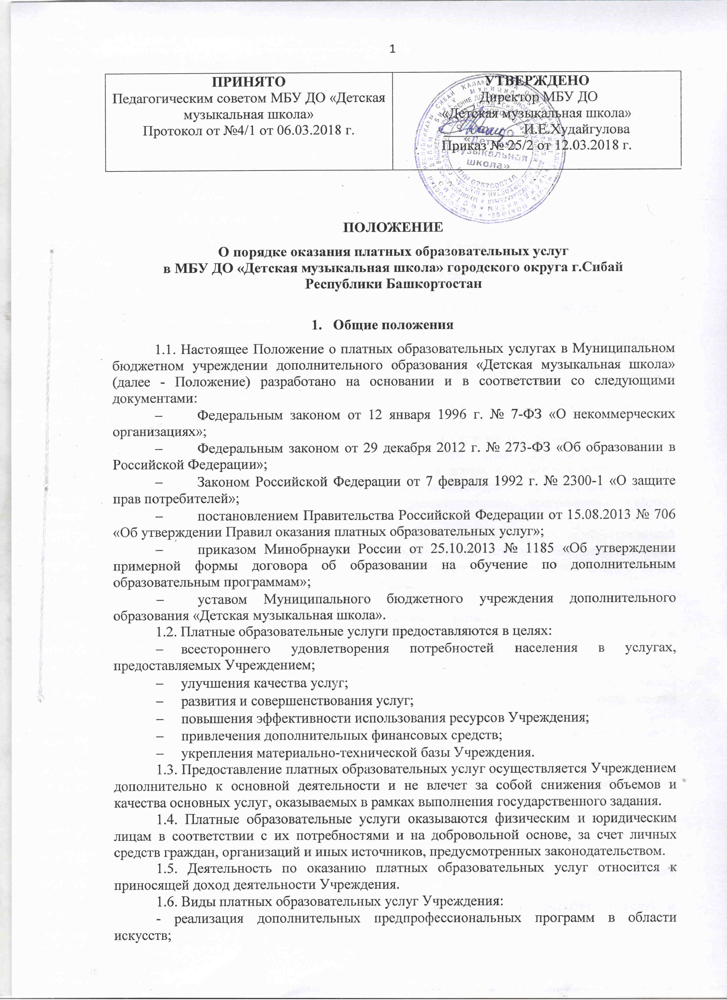 1
ПРИНЯТО
Педагогическим советом МБУ ДО «Детская
музыкальная школа»
Протокол от №4/1 от 06.03.2018 г.
УТВЕРЖДЕНО
Директор МБУ ДО
«Детская музыкальная школа»
И.Е.Худайгулова
Приказ № 25/2 от 12.03.2018 г.
«Детская
музыкальная
школа»
ИНН 0267008716
ПОЛОЖЕНИЕ
О порядке оказания платных образовательных услуг
в МБУ ДО «Детская музыкальная школа» городского округа г.Сибай
Республики Башкортостан
1. Общие положения
1.1. Настоящее Положение о платных образовательных услугах в Муниципальном
бюджетном учреждении дополнительного образования «Детская музыкальная школа»
(далее - Положение) разработано на основании и в соответствии со следующими
документами:
– Федеральным законом от 12 января 1996 г. № 7-ФЗ «О некоммерческих
организациях»;
– Федеральным законом от 29 декабря 2012 г. № 273-ФЗ «Об образовании в
Российской Федерации»;
– Законом Российской Федерации от 7 февраля 1992 г. № 2300-1 «О защите
прав потребителей»;
– постановлением Правительства Российской Федерации от 15.08.2013 № 706
«Об утверждении Правил оказания платных образовательных услуг»;
– приказом Минобрнауки России от 25.10.2013 № 1185 «Об утверждении
примерной формы договора об образовании на обучение по дополнительным
образовательным программам»;
– уставом Муниципального бюджетного учреждения дополнительного
образования «Детская музыкальная школа».
1.2. Платные образовательные услуги предоставляются в целях:
– всестороннего удовлетворения потребностей населения в услугах,
предоставляемых Учреждением;
– улучшения качества услуг;
– развития и совершенствования услуг;
– повышения эффективности использования ресурсов Учреждения;
– привлечения дополнительных финансовых средств;
– укрепления материально-технической базы Учреждения.
1.3. Предоставление платных образовательных услуг осуществляется Учреждением
дополнительно к основной деятельности и не влечет за собой снижения объемов и
качества основных услуг, оказываемых в рамках выполнения государственного задания.
1.4. Платные образовательные услуги оказываются физическим и юридическим
лицам в соответствии с их потребностями и на добровольной основе, за счет личных
средств граждан, организаций и иных источников, предусмотренных законодательством.
1.5. Деятельность по оказанию платных образовательных услуг относится к
приносящей доход деятельности Учреждения.
1.6. Виды платных образовательных услуг Учреждения:
- реализация дополнительных предпрофессиональных программ в области
искусств;